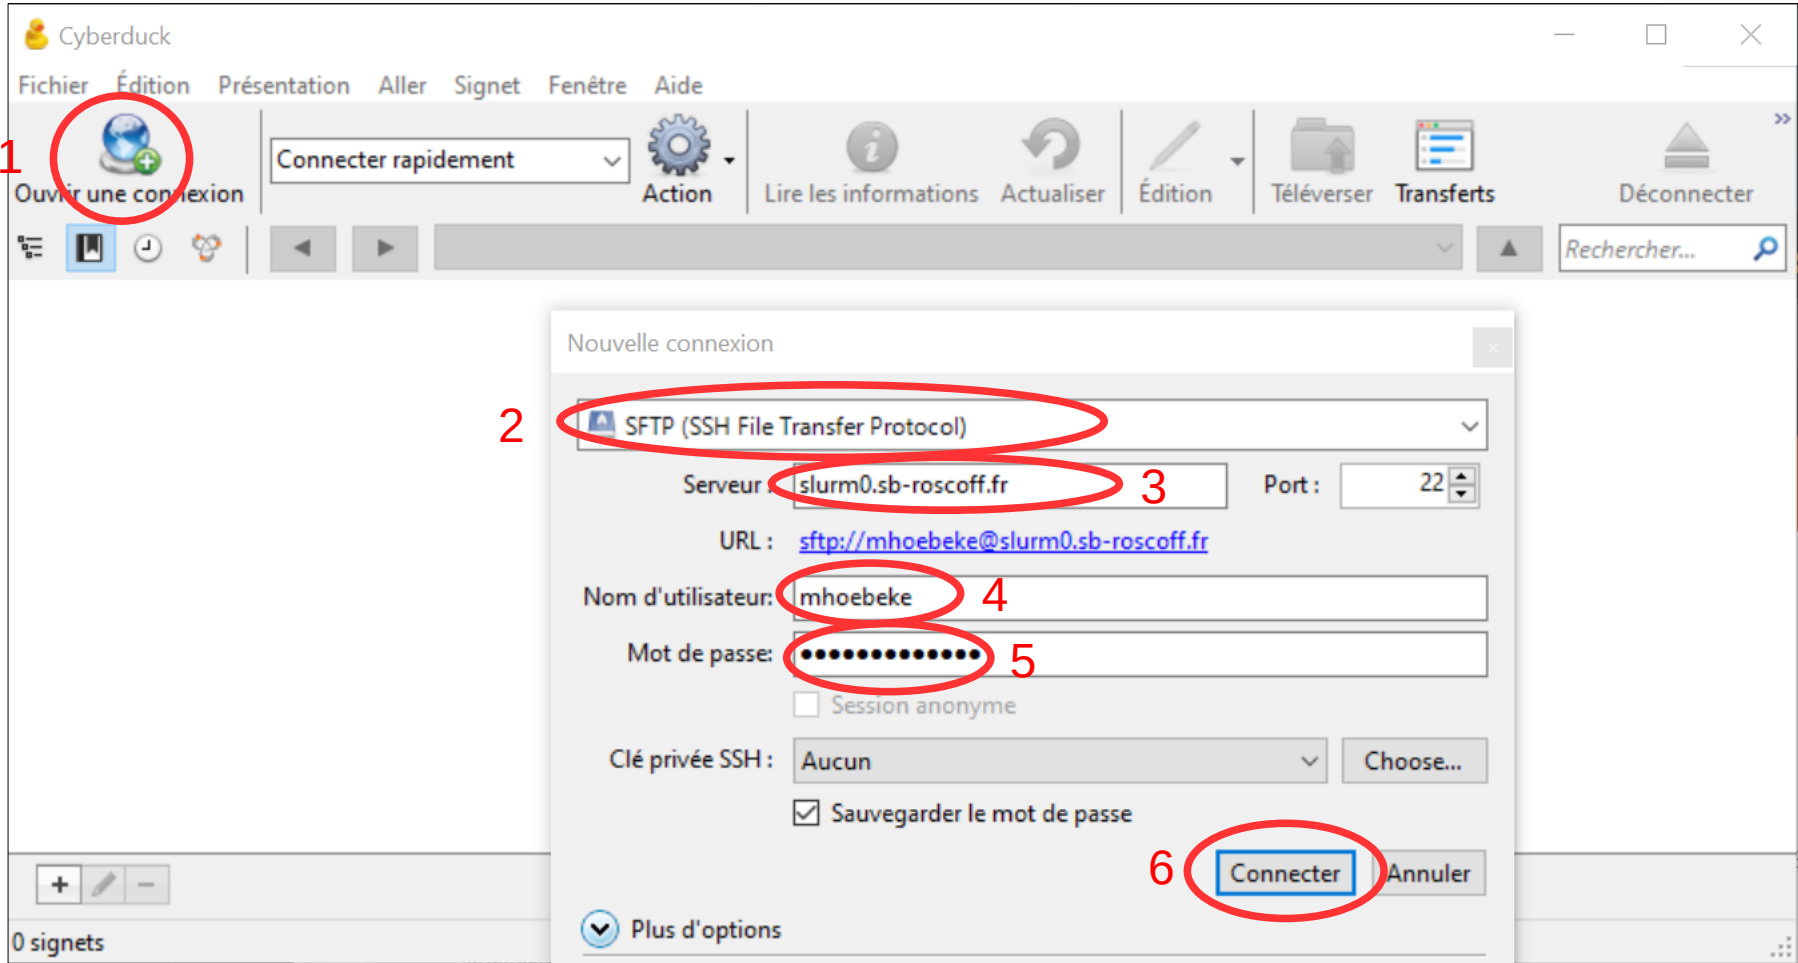 Cyberduck
Fichier Édition Présentation Aller Signet Fenêtre Aide
1
Connecter rapidement
Ouvrir une connexion Action Lire les informations Actualiser Édition Téléverser Transferts Déconnecter
Rechercher...
Nouvelle connexion
2 SFTP (SSH File Transfer Protocol)
Serveur : slurm0.sb-roscoff.fr 3 Port : 22
URL : sftp://mhoebeke@slurm0.sb-roscoff.fr
Nom d'utilisateur: mhoebeke 4
Mot de passe: ●●●●●●●●●●●●● 5
Session anonyme
Clé privée SSH : Aucun Choose...
Sauvegarder le mot de passe
6 Connecter Annuler
Plus d'options
0 signets